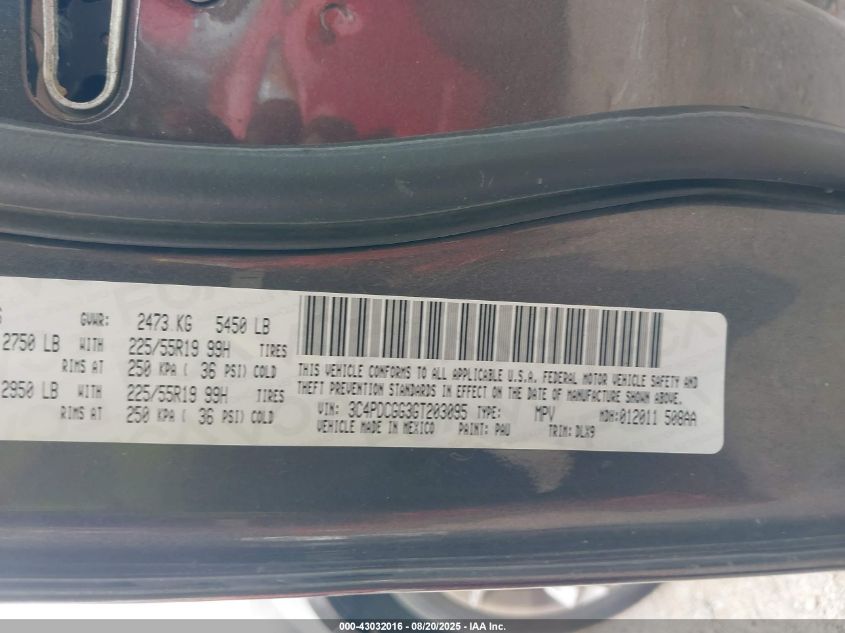 GVWR: 2473 KG 5450 LB
2750 LB WITH 225/55R19 99H TIRES
RIMS AT 250 KPA ( 36 PSI) COLD
2950 LB WITH 225/55R19 99H TIRES
RIMS AT 250 KPA ( 36 PSI) COLD
THIS VEHICLE CONFORMS TO ALL APPLICABLE U.S.A. FEDERAL MOTOR VEHICLE SAFETY AND
THEFT PREVENTION STANDARDS IN EFFECT ON THE DATE OF MANUFACTURE SHOWN ABOVE.
VIN: 3C4PDCGG3GT203095 TYPE: MPV MDH:012011 508AA
VEHICLE MADE IN MEXICO PAINT: PAU TRIM: DLX9
000-43032016 - 08/20/2025 - IAA Inc.